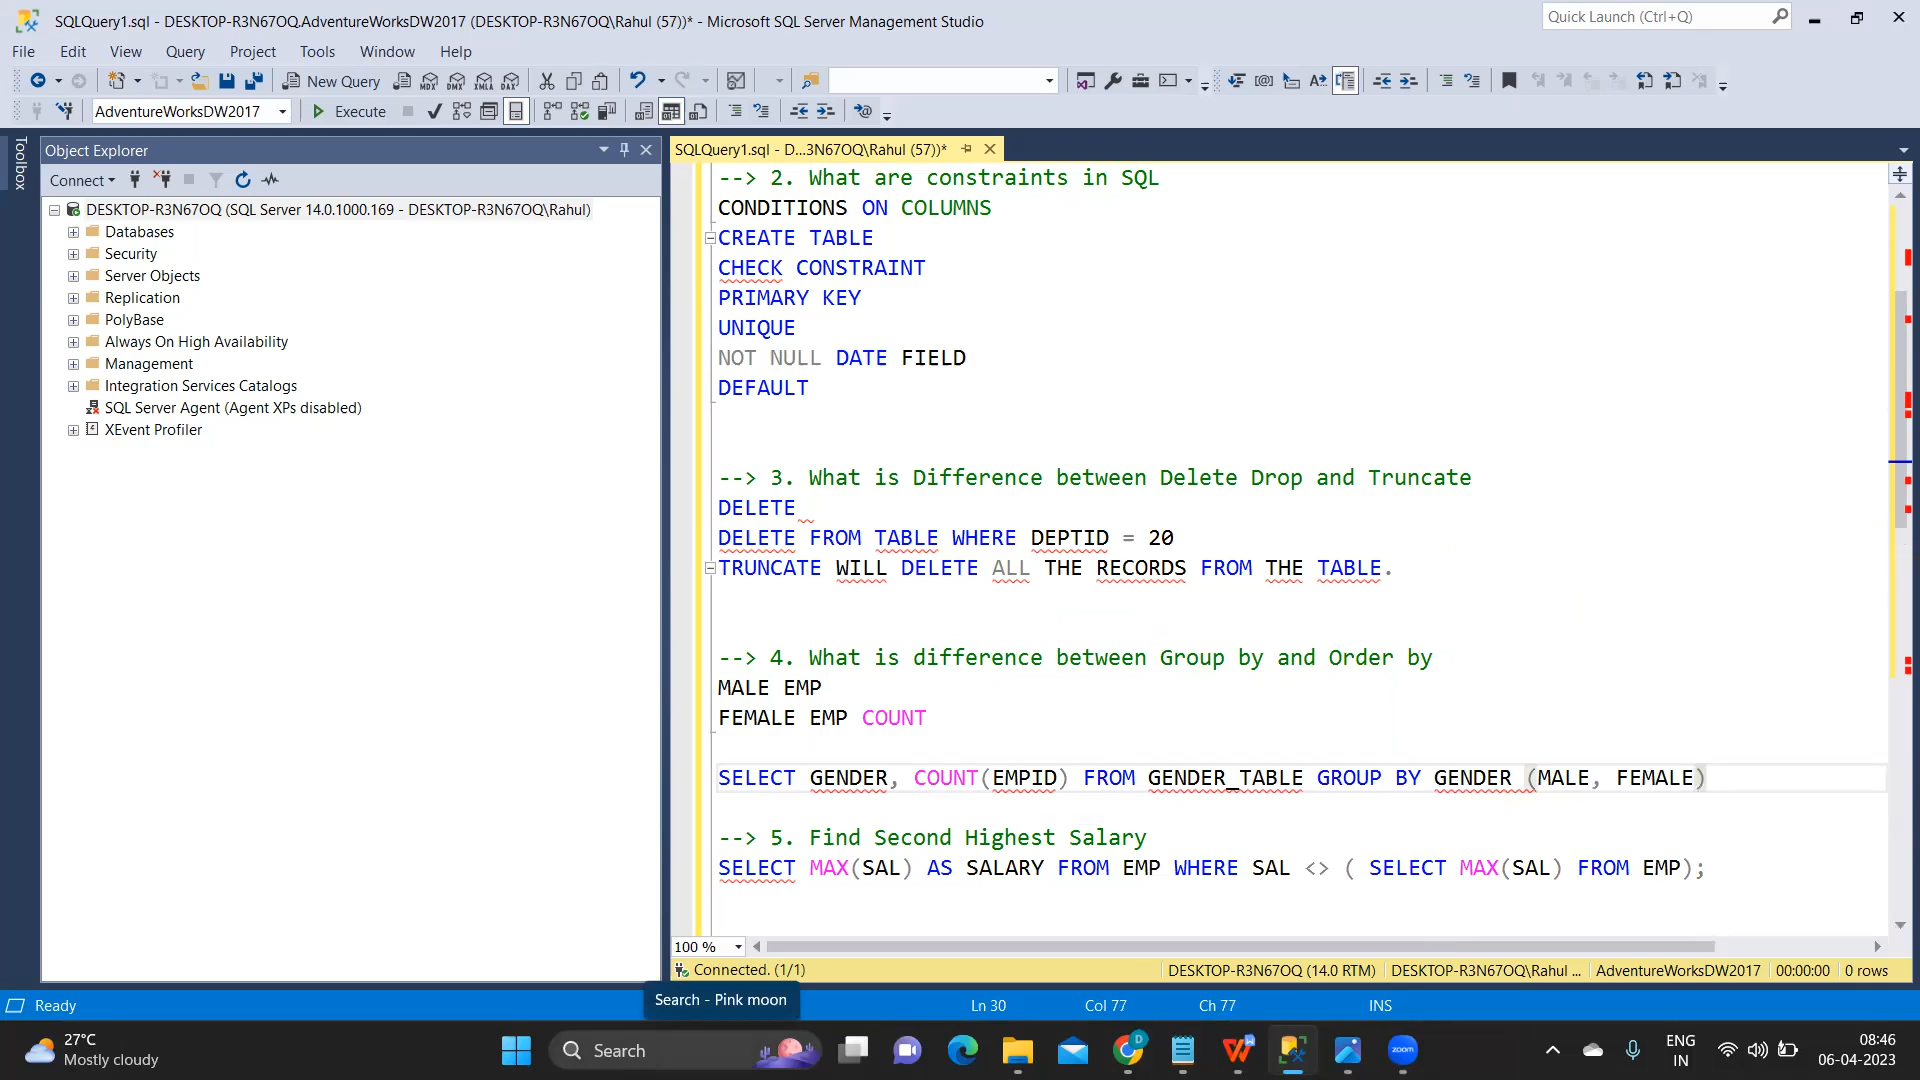 SQLQuery1.sql - DESKTOP-R3N67OQ.AdventureWorksDW2017 (DESKTOP-R3N67OQ\Rahul (57))* - Microsoft SQL Server Management Studio
Quick Launch (Ctrl+Q)
File Edit View Query Project Tools Window Help
New Query
MDX DMX XMLA DAX
AdventureWorksDW2017 Execute
Toolbox
Object Explorer
SQLQuery1.sql - D...3N67OQ\Rahul (57))*
Connect
DESKTOP-R3N67OQ (SQL Server 14.0.1000.169 - DESKTOP-R3N67OQ\Rahul)
Databases
Security
Server Objects
Replication
PolyBase
Always On High Availability
Management
Integration Services Catalogs
SQL Server Agent (Agent XPs disabled)
XEvent Profiler
--> 2. What are constraints in SQL
CONDITIONS ON COLUMNS
CREATE TABLE
CHECK CONSTRAINT
PRIMARY KEY
UNIQUE
NOT NULL DATE FIELD
DEFAULT
--> 3. What is Difference between Delete Drop and Truncate
DELETE
DELETE FROM TABLE WHERE DEPTID = 20
TRUNCATE WILL DELETE ALL THE RECORDS FROM THE TABLE.
--> 4. What is difference between Group by and Order by
MALE EMP
FEMALE EMP COUNT
SELECT GENDER, COUNT(EMPID) FROM GENDER_TABLE GROUP BY GENDER (MALE, FEMALE)
--> 5. Find Second Highest Salary
SELECT MAX(SAL) AS SALARY FROM EMP WHERE SAL <> ( SELECT MAX(SAL) FROM EMP);
100 %
Connected. (1/1) DESKTOP-R3N67OQ (14.0 RTM) DESKTOP-R3N67OQ\Rahul ... AdventureWorksDW2017 00:00:00 0 rows
Search - Pink moon
Ready Ln 30 Col 77 Ch 77 INS
27°C
Mostly cloudy
Search
D
zoom
ENG
IN
08:46
06-04-2023